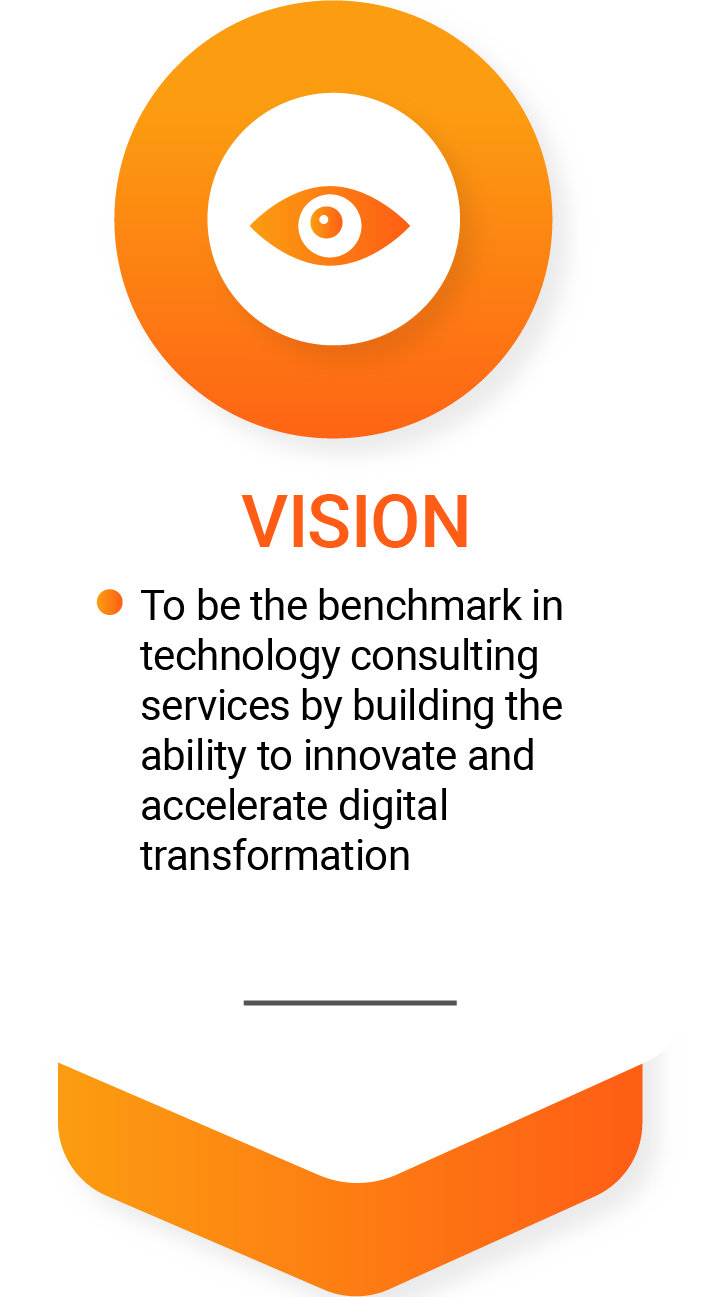 VISION
To be the benchmark in
technology consulting
services by building the
ability to innovate and
accelerate digital
transformation